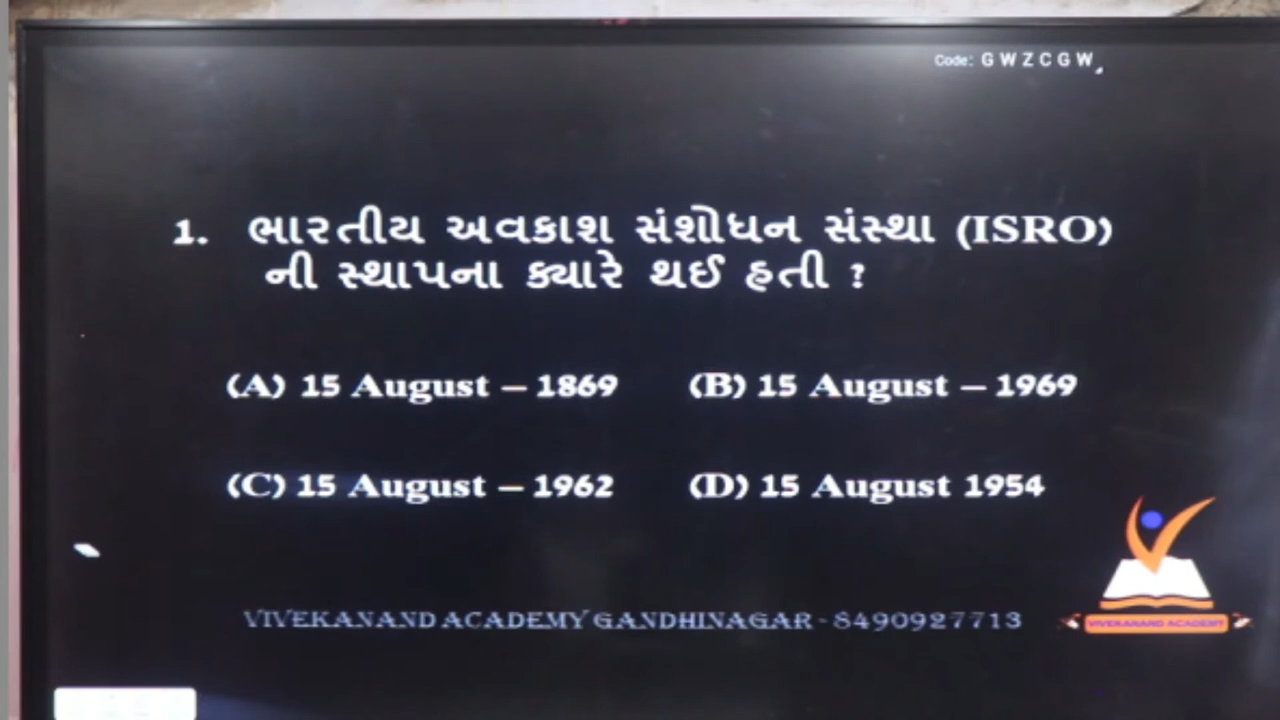 Code: G W Z C G W
1. ભારતીય અવકાશ સંશોધન સંસ્થા (ISRO)
ની સ્થાપના ક્યારે થઈ હતી ?
(A) 15 August – 1869 (B) 15 August – 1969
(C) 15 August – 1962 (D) 15 August 1954
VIVEKANAND ACADEMY GANDHINAGAR - 8490927713
VIVEKANAND ACADEMY